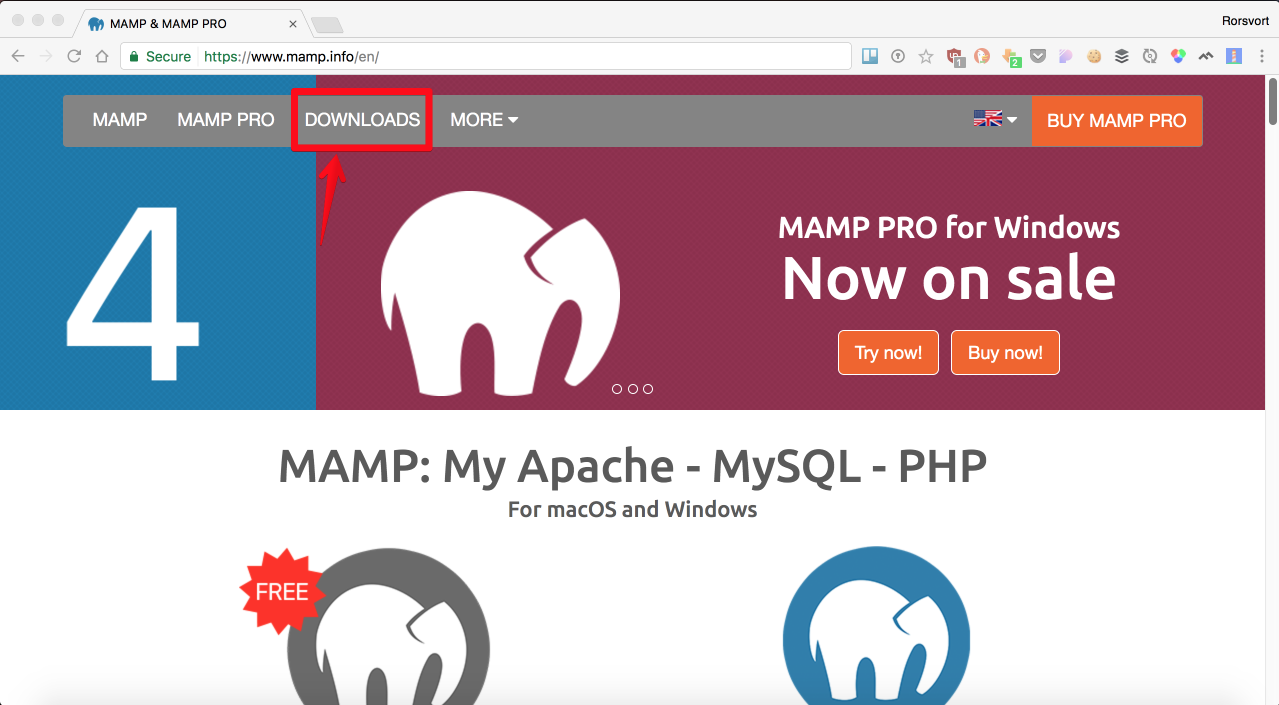 MAMP & MAMP PRO
Rorsvort
Secure https://www.mamp.info/en/
1
2
MAMP MAMP PRO DOWNLOADS MORE BUY MAMP PRO
4
MAMP PRO for Windows
Now on sale
Try now! Buy now!
MAMP: My Apache - MySQL - PHP
For macOS and Windows
FREE